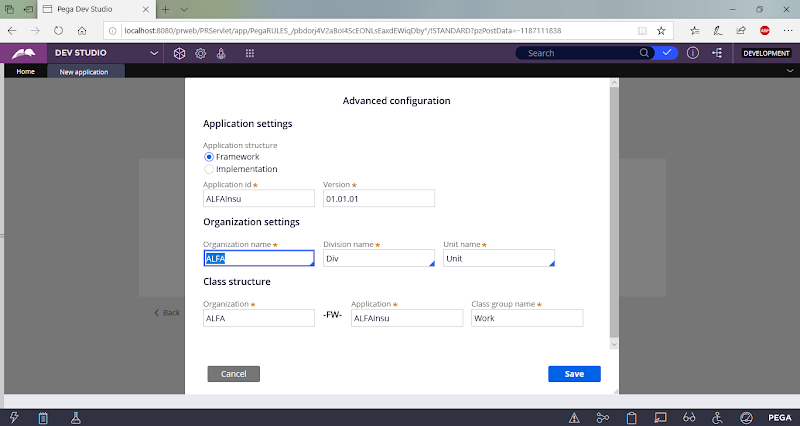 Pega Dev Studio
localhost:8080/prweb/PRServlet/app/PegaRULES_/pbdorj4V2aBoI4ScEONLsEaxdEWiqDby*/!STANDARD?pzPostData=-1187111838
DEV STUDIO
Search
DEVELOPMENT
Home
New application
Advanced configuration
Application settings
Application structure
Framework
Implementation
Application id ★ Version ★
ALFAInsu 01.01.01
Organization settings
Organization name ★ Division name ★ Unit name ★
ALFA Div Unit
Class structure
Organization ★ Application ★ Class group name ★
ALFA -FW- ALFAInsu Work
Back
Cancel Save
PEGA